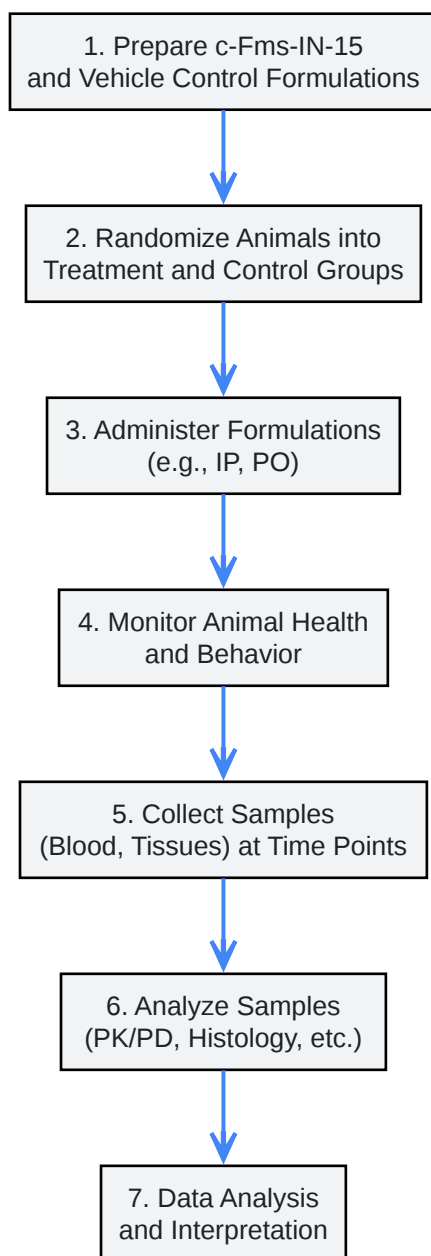 1. Prepare c-Fms-IN-15
and Vehicle Control Formulations
2. Randomize Animals into
Treatment and Control Groups
3. Administer Formulations
(e.g., IP, PO)
4. Monitor Animal Health
and Behavior
5. Collect Samples
(Blood, Tissues) at Time Points
6. Analyze Samples
(PK/PD, Histology, etc.)
7. Data Analysis
and Interpretation